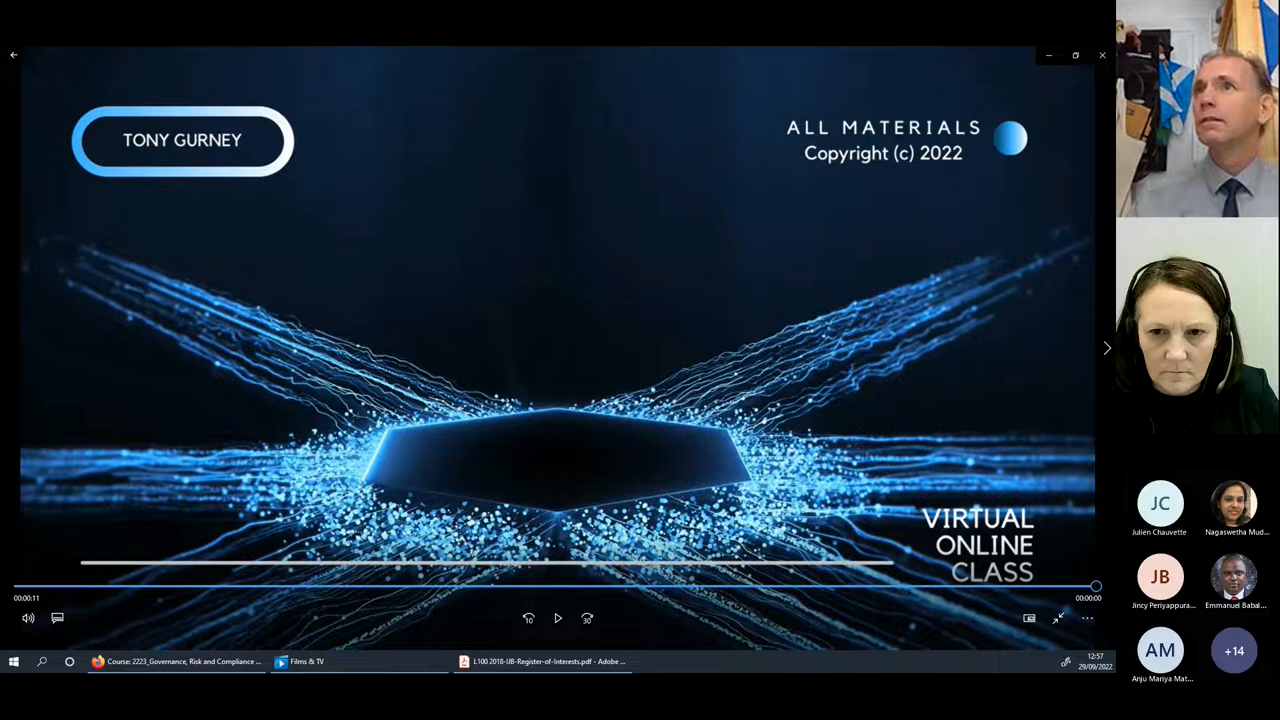 TONY GURNEY
ALL MATERIALS
Copyright (c) 2022
VIRTUAL
ONLINE
CLASS
00:00:11
00:00:00
10
30
Course: 2223_Governance, Risk and Compliance ...
Films & TV
L100 2018-IJB-Register-of-Interests.pdf - Adobe ...
12:57
29/09/2022
JC
Julien Chauvette
Nagaswetha Mud...
JB
Jincy Periyappura...
Emmanuel Babal...
AM
Anju Mariya Mat...
+14